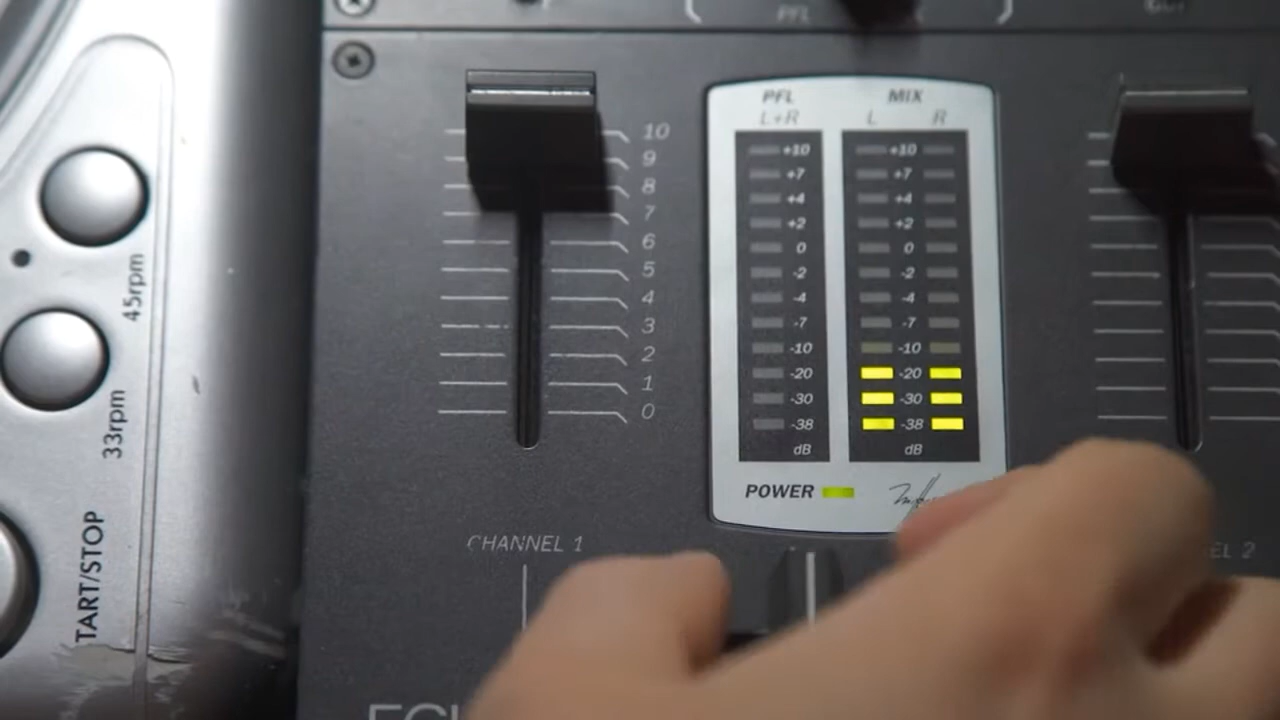 PFL
45rpm
33rpm
TART/STOP
10
9
8
7
6
5
4
3
2
1
0
CHANNEL 1
PFL MIX
L+R L R
+10 +10
+7 +7
+4 +4
+2 +2
0 0
-2 -2
-4 -4
-7 -7
-10 -10
-20 -20
-30 -30
-38 -38
dB dB
POWER
EL 2